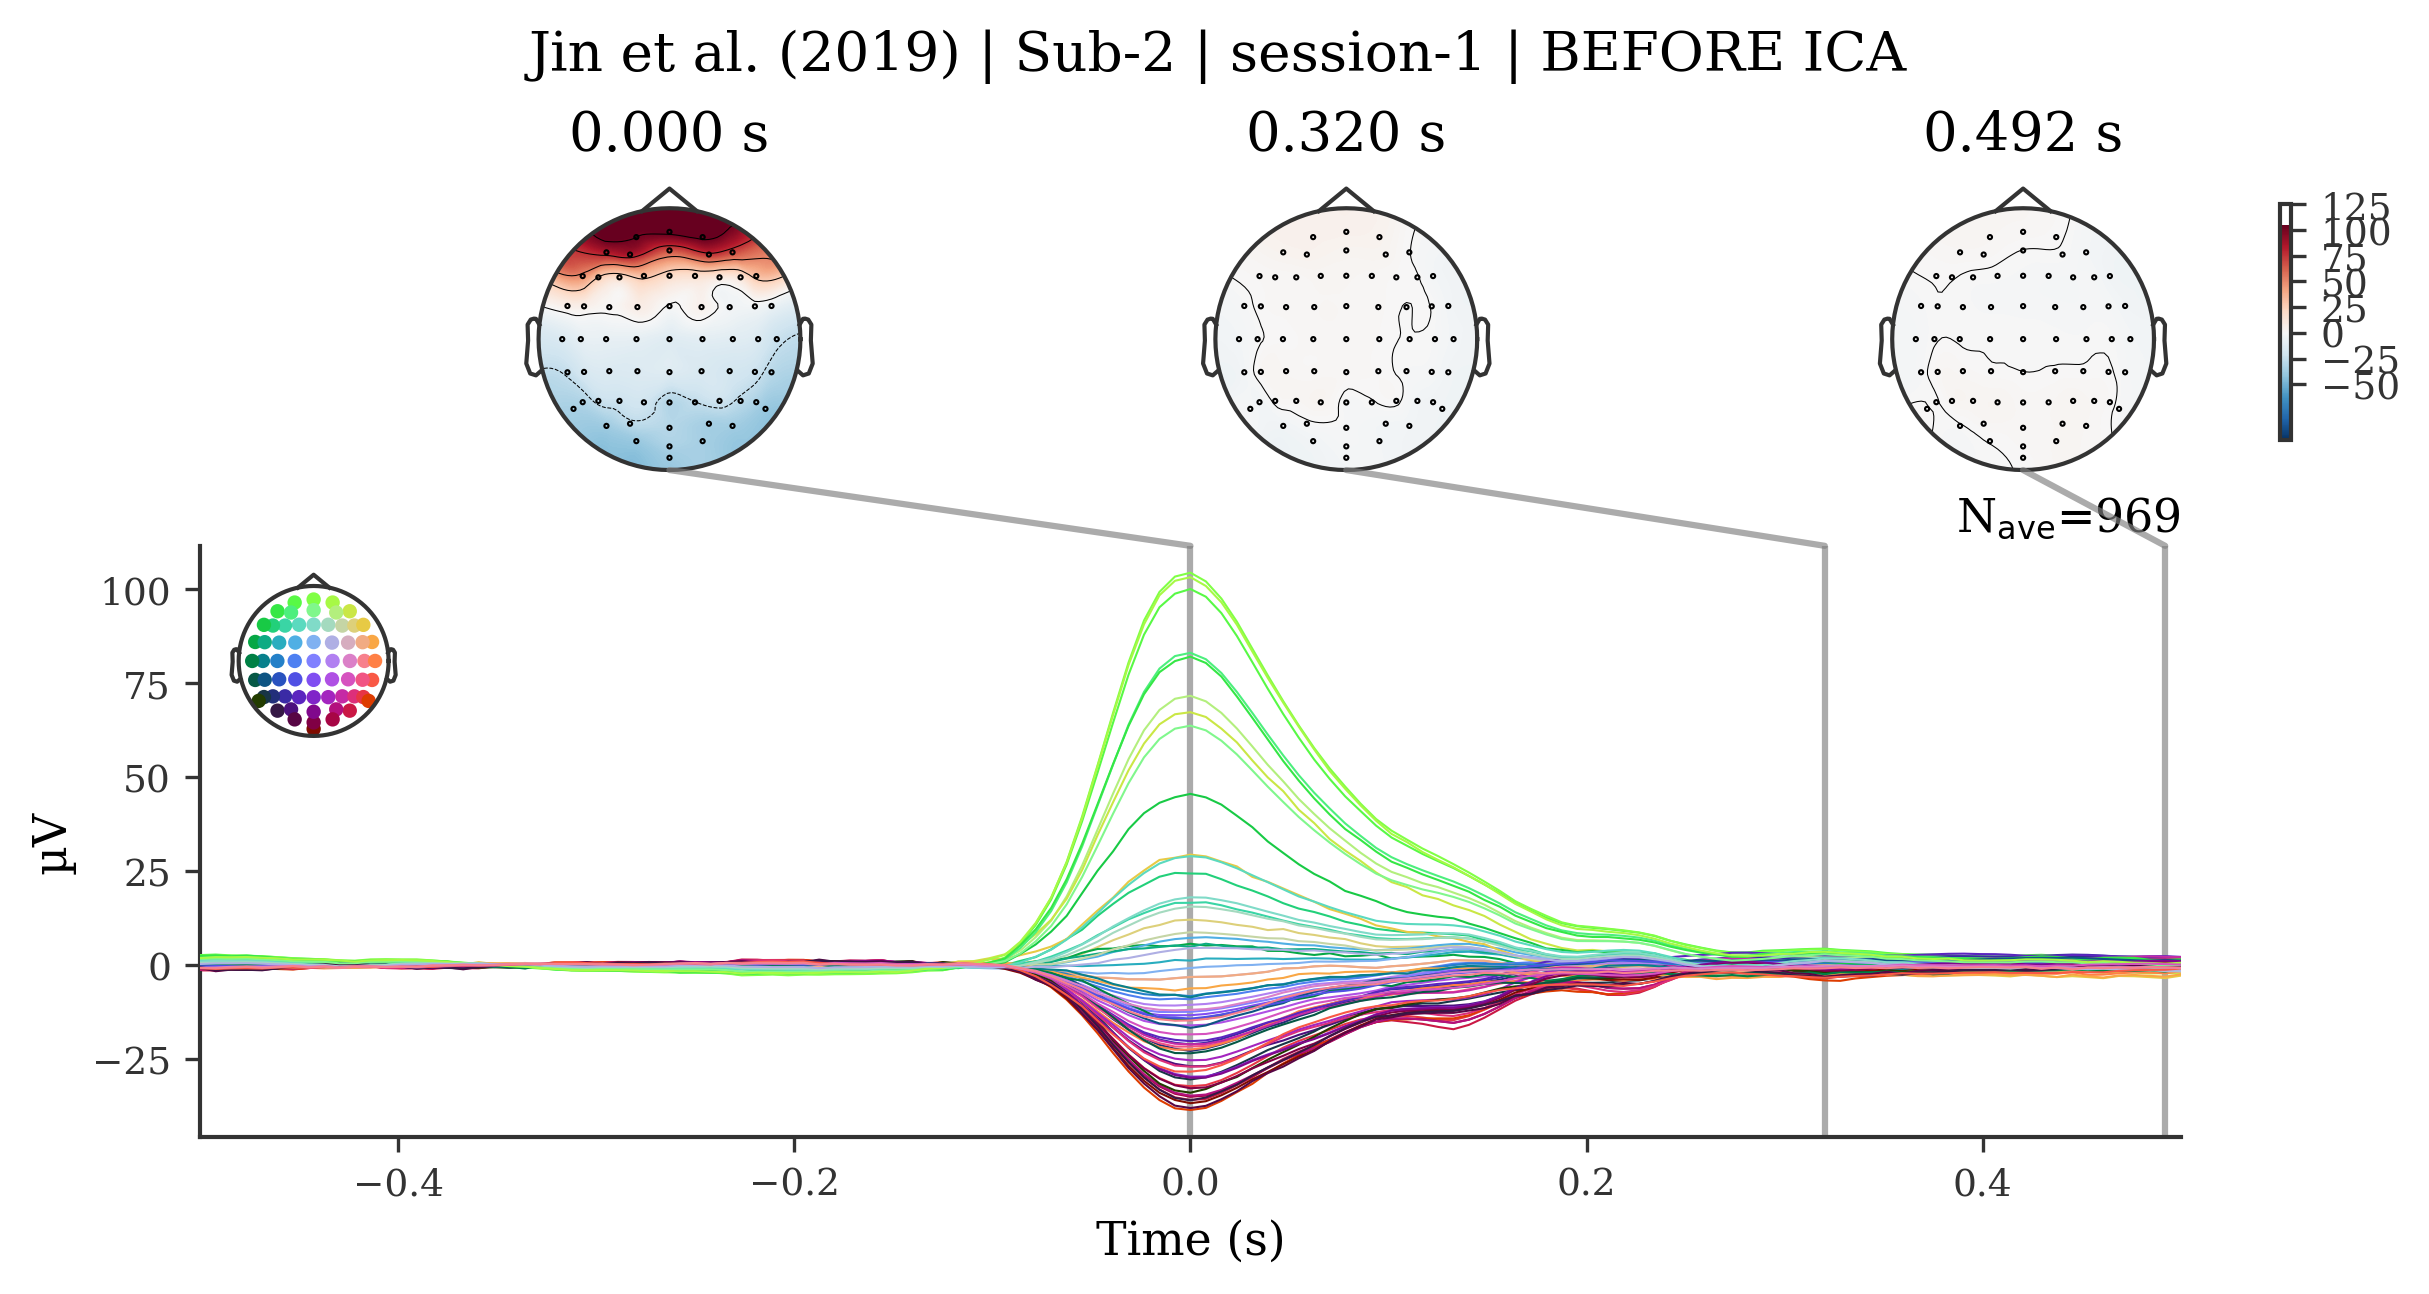 Jin et al. (2019) | Sub-2 | session-1 | BEFORE ICA
0.000 s
0.320 s
0.492 s
125
100
75
50
25
0
−25
−50
Nave=969
100
75
50
25
0
−25
µV
−0.4
−0.2
0.0
0.2
0.4
Time (s)